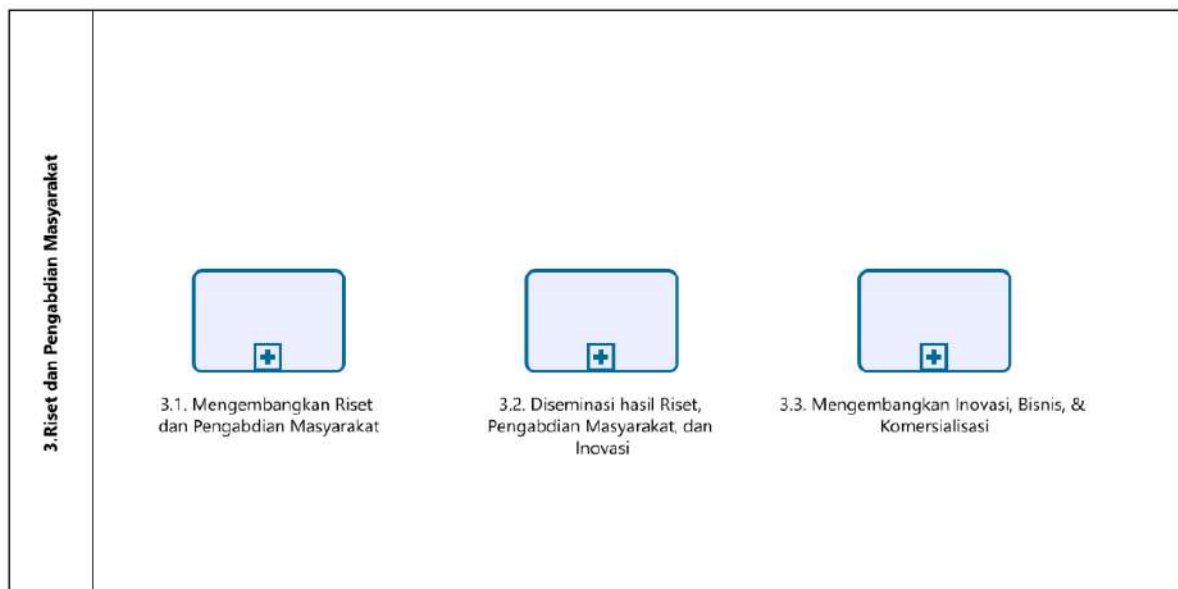 3.Riset dan Pengabdian Masyarakat
3.1. Mengembangkan Riset
dan Pengabdian Masyarakat
3.2. Diseminasi hasil Riset,
Pengabdian Masyarakat, dan
Inovasi
3.3. Mengembangkan Inovasi, Bisnis, &
Komersialisasi